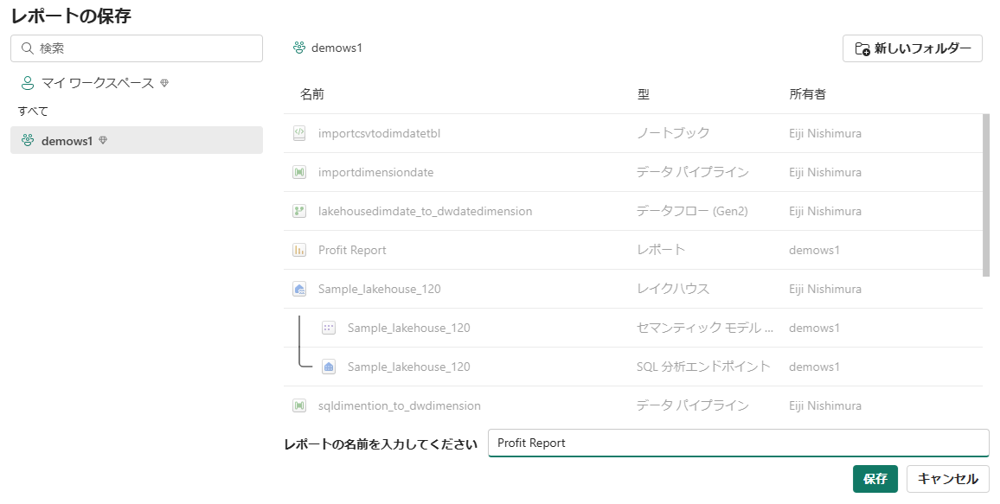 レポートの保存
検索
マイ ワークスペース
すべて
demows1
demows1
新しいフォルダー
名前 型 所有者
importcsvtodimdatetbl ノートブック Eiji Nishimura
importdimensiondate データ パイプライン Eiji Nishimura
lakehousedimdate_to_dwdatedimension データフロー (Gen2) Eiji Nishimura
Profit Report レポート demows1
Sample_lakehouse_120 レイクハウス Eiji Nishimura
Sample_lakehouse_120 セマンティック モデル ... demows1
Sample_lakehouse_120 SQL 分析エンドポイント demows1
sqldimention_to_dwdimension データ パイプライン Eiji Nishimura
レポートの名前を入力してください Profit Report
保存 キャンセル